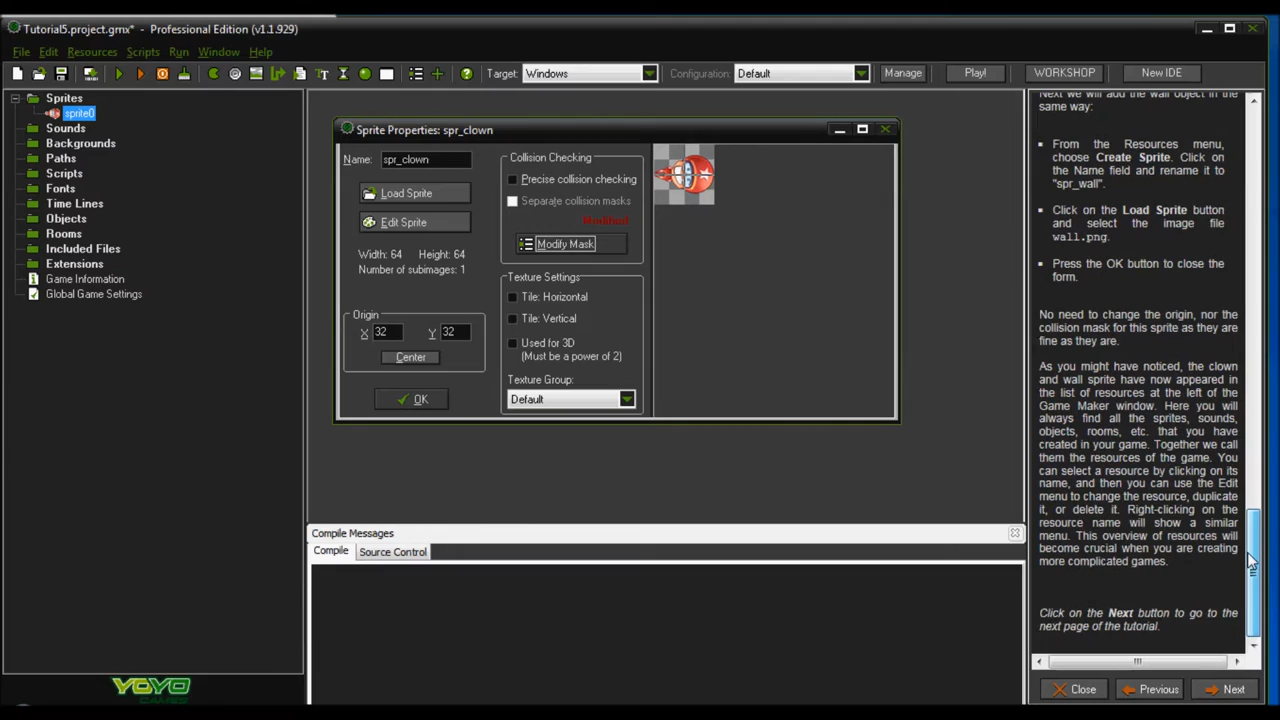 Tutorial5.project.gmx* - Professional Edition (v1.1.929)
File Edit Resources Scripts Run Window Help
Target: Windows Configuration: Default Manage Play! WORKSHOP New IDE
Sprites
sprite0
Sounds
Backgrounds
Paths
Scripts
Fonts
Time Lines
Objects
Rooms
Included Files
Extensions
Game Information
Global Game Settings
YOYO
GAMES
Sprite Properties: spr_clown
Name: spr_clown
Load Sprite
Edit Sprite
Width: 64 Height: 64
Number of subimages: 1
Origin
X 32 Y 32
Center
OK
Collision Checking
Precise collision checking
Separate collision masks
Modified
Modify Mask
Texture Settings
Tile: Horizontal
Tile: Vertical
Used for 3D
(Must be a power of 2)
Texture Group:
Default
Compile Messages
Compile Source Control
Next we will add the wall object in the
same way:
From the Resources menu,
choose Create Sprite. Click on
the Name field and rename it to
"spr_wall".
Click on the Load Sprite button
and select the image file
wall.png.
Press the OK button to close the
form.
No need to change the origin, nor the
collision mask for this sprite as they are
fine as they are.
As you might have noticed, the clown
and wall sprite have now appeared in
the list of resources at the left of the
Game Maker window. Here you will
always find all the sprites, sounds,
objects, rooms, etc. that you have
created in your game. Together we call
them the resources of the game. You
can select a resource by clicking on its
name, and then you can use the Edit
menu to change the resource, duplicate
it, or delete it. Right-clicking on the
resource name will show a similar
menu. This overview of resources will
become crucial when you are creating
more complicated games.
Click on the Next button to go to the
next page of the tutorial.
Close Previous Next